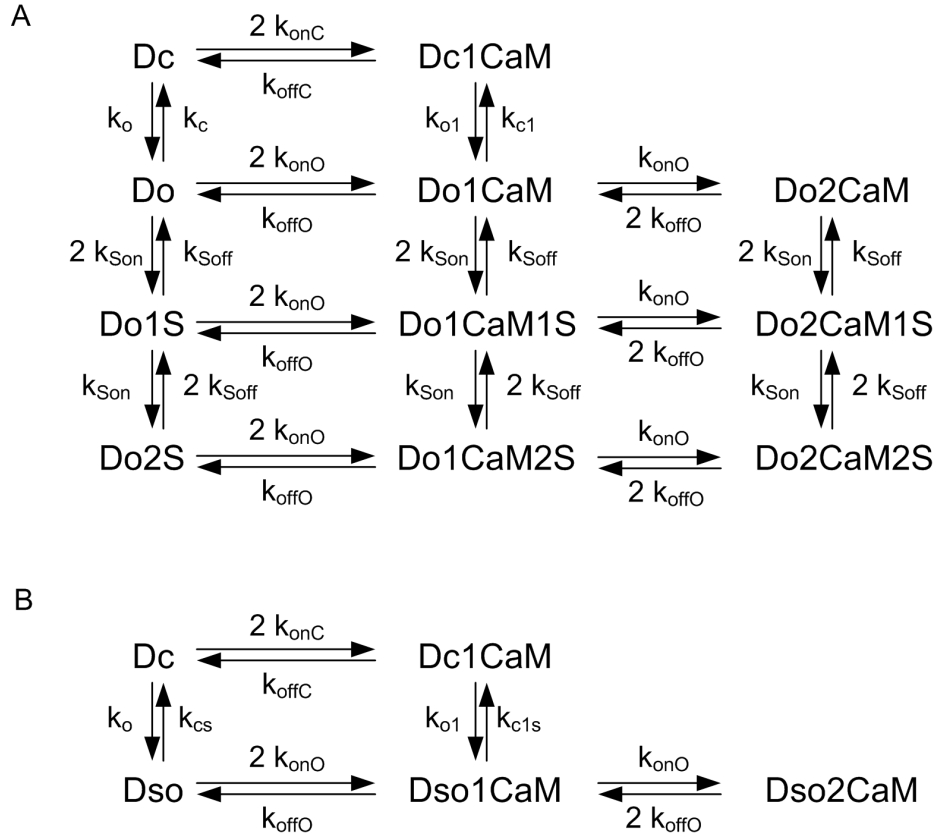 A
2 konC
Dc Dc1CaM
koffC
ko kc ko1 kc1
2 konO konO
Do Do1CaM Do2CaM
koffO 2 koffO
2 kSon kSoff 2 kSon kSoff 2 kSon kSoff
2 konO konO
Do1S Do1CaM1S Do2CaM1S
koffO 2 koffO
kSon 2 kSoff kSon 2 kSoff kSon 2 kSoff
2 konO konO
Do2S Do1CaM2S Do2CaM2S
koffO 2 koffO
B
2 konC
Dc Dc1CaM
koffC
ko kcs ko1 kc1s
2 konO konO
Dso Dso1CaM Dso2CaM
koffO 2 koffO